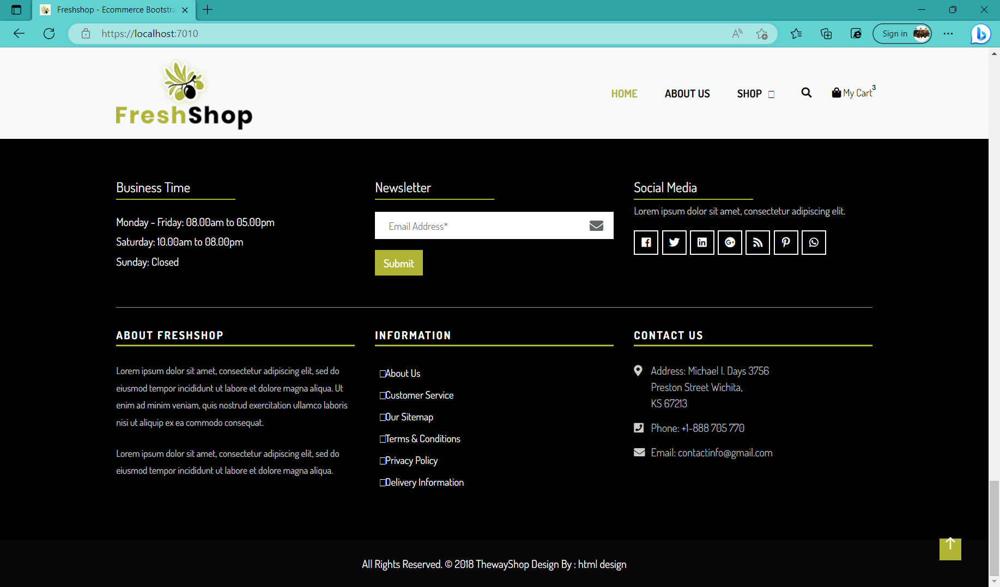 Freshshop - Ecommerce Bootstra
https://localhost:7010
Sign in
FreshShop
HOME
ABOUT US
SHOP
My Cart 3
Business Time
Monday - Friday: 08.00am to 05.00pm
Saturday: 10.00am to 08.00pm
Sunday: Closed
Newsletter
Email Address*
Submit
Social Media
Lorem ipsum dolor sit amet, consectetur adipiscing elit.
ABOUT FRESHSHOP
Lorem ipsum dolor sit amet, consectetur adipiscing elit, sed do
eiusmod tempor incididunt ut labore et dolore magna aliqua. Ut
enim ad minim veniam, quis nostrud exercitation ullamco laboris
nisi ut aliquip ex ea commodo consequat.
Lorem ipsum dolor sit amet, consectetur adipiscing elit, sed do
eiusmod tempor incididunt ut labore et dolore magna aliqua.
INFORMATION
About Us
Customer Service
Our Sitemap
Terms & Conditions
Privacy Policy
Delivery Information
CONTACT US
Address: Michael I. Days 3756
Preston Street Wichita,
KS 67213
Phone: +1-888 705 770
Email: contactinfo@gmail.com
All Rights Reserved. © 2018 ThewayShop Design By : html design